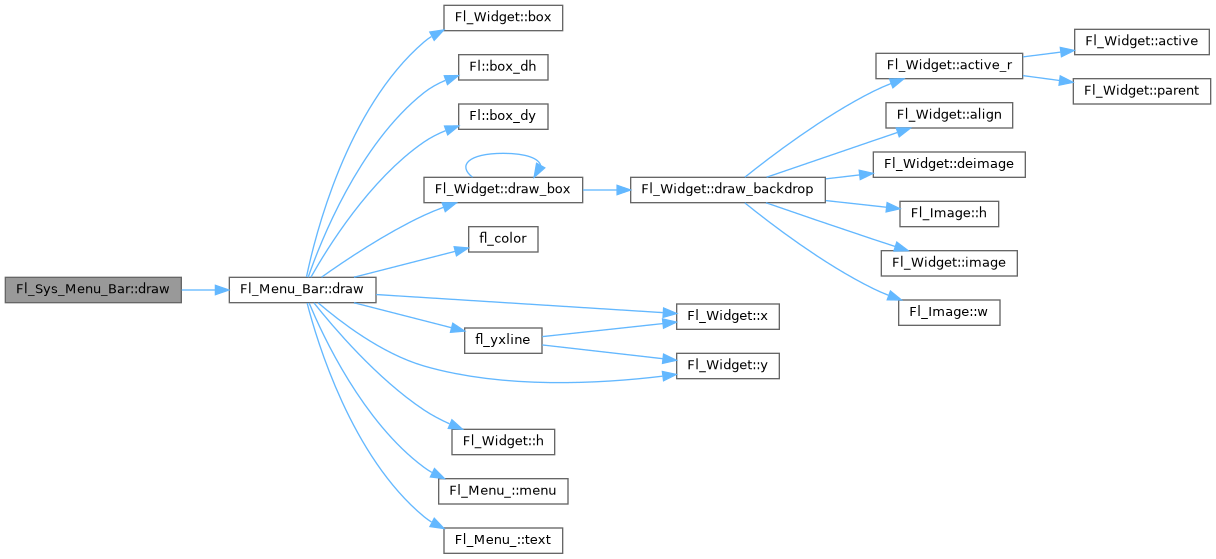 Fl_Widget::box
Fl_Widget::active
Fl::box_dh
Fl_Widget::active_r
Fl_Widget::parent
Fl::box_dy
Fl_Widget::align
Fl_Widget::deimage
Fl_Widget::draw_box
Fl_Widget::draw_backdrop
Fl_Image::h
fl_color
Fl_Widget::image
Fl_Sys_Menu_Bar::draw
Fl_Menu_Bar::draw
Fl_Image::w
Fl_Widget::x
fl_yxline
Fl_Widget::y
Fl_Widget::h
Fl_Menu_::menu
Fl_Menu_::text